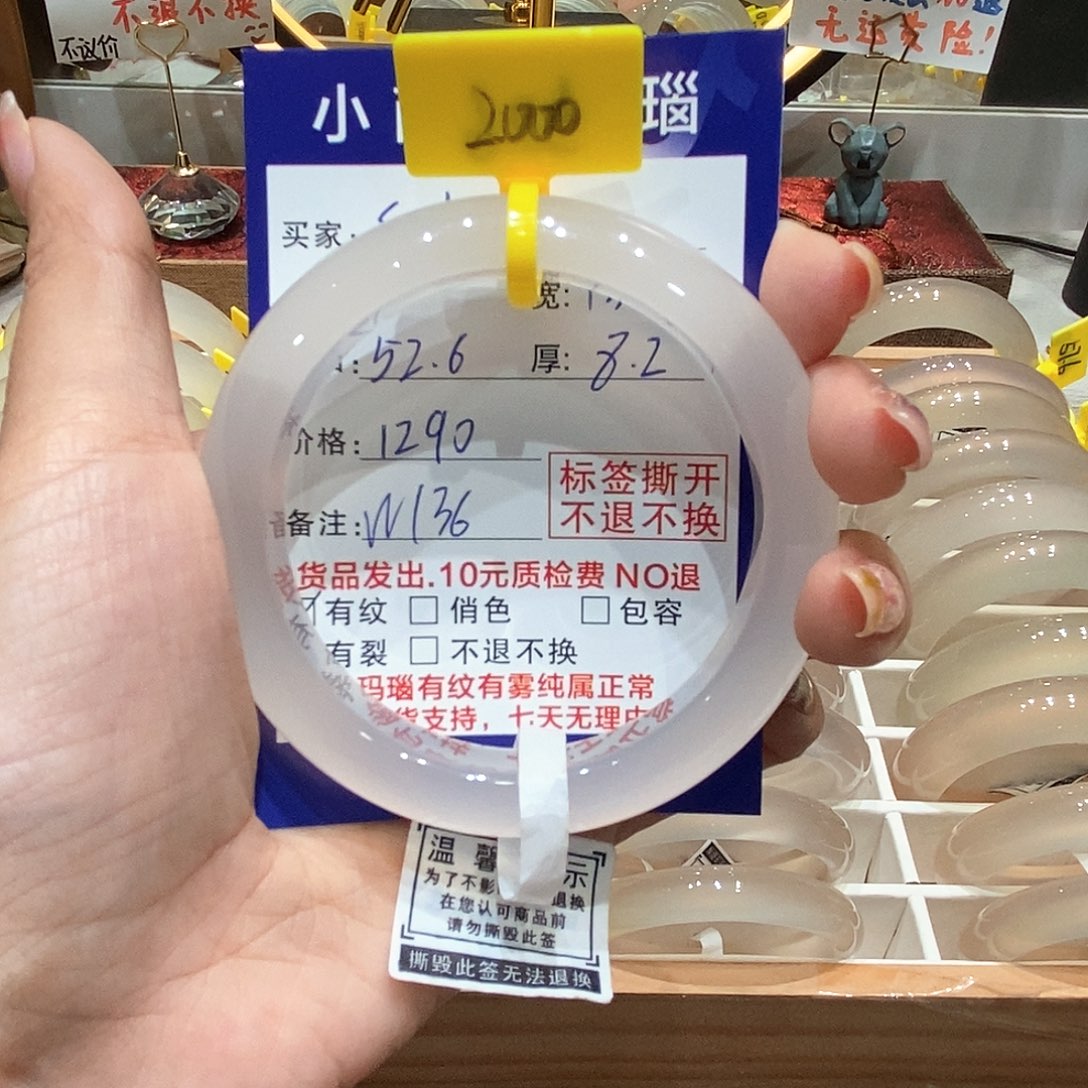 不退不换
不议价
无退货险!
小 瑙
21000
买家:
宽:
52.6 厚: 8.2
价格: 1290
备注: W136
标签撕开
不退不换
货品发出.10元质检费 NO退
有纹 俏色 包容
有裂 不退不换
玛瑙有纹有雾纯属正常
货支持，七天无理由
温馨 示
为了不影 退换
在您认可商品前
请勿撕毁此签
撕毁此签无法退换